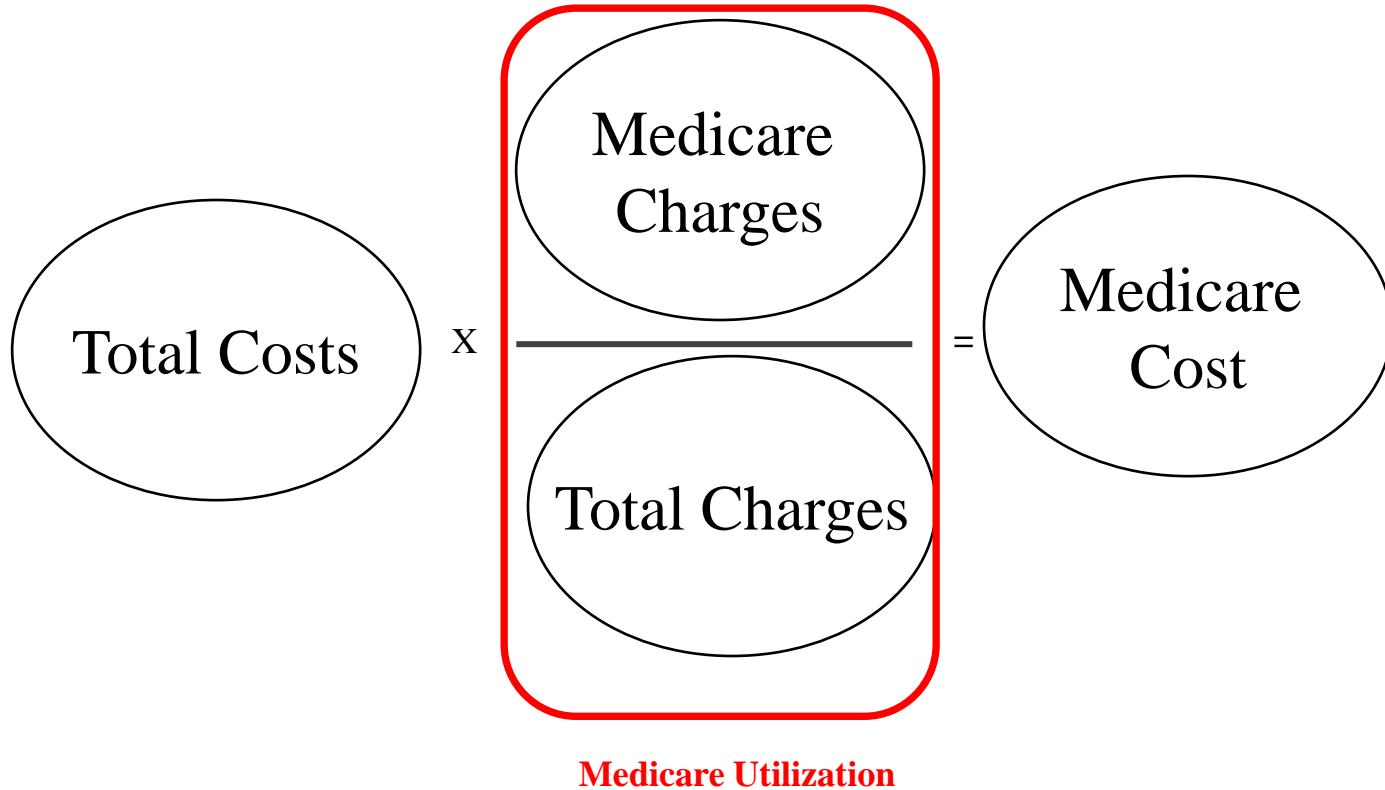 Total Costs
X
Medicare
Charges
Total Charges
=
Medicare
Cost
Medicare Utilization